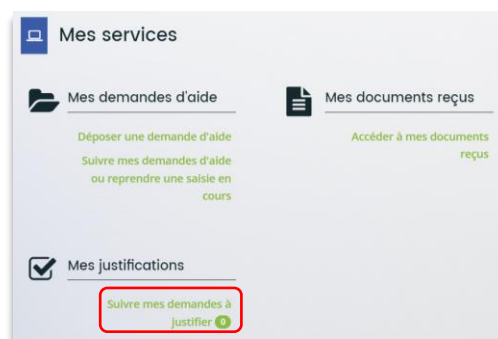 Mes services
Mes demandes d'aide
Déposer une demande d'aide
Suivre mes demandes d'aide
ou reprendre une saisie en
cours
Mes documents reçus
Accéder à mes documents
reçus
Mes justifications
Suivre mes demandes à
justifier 0